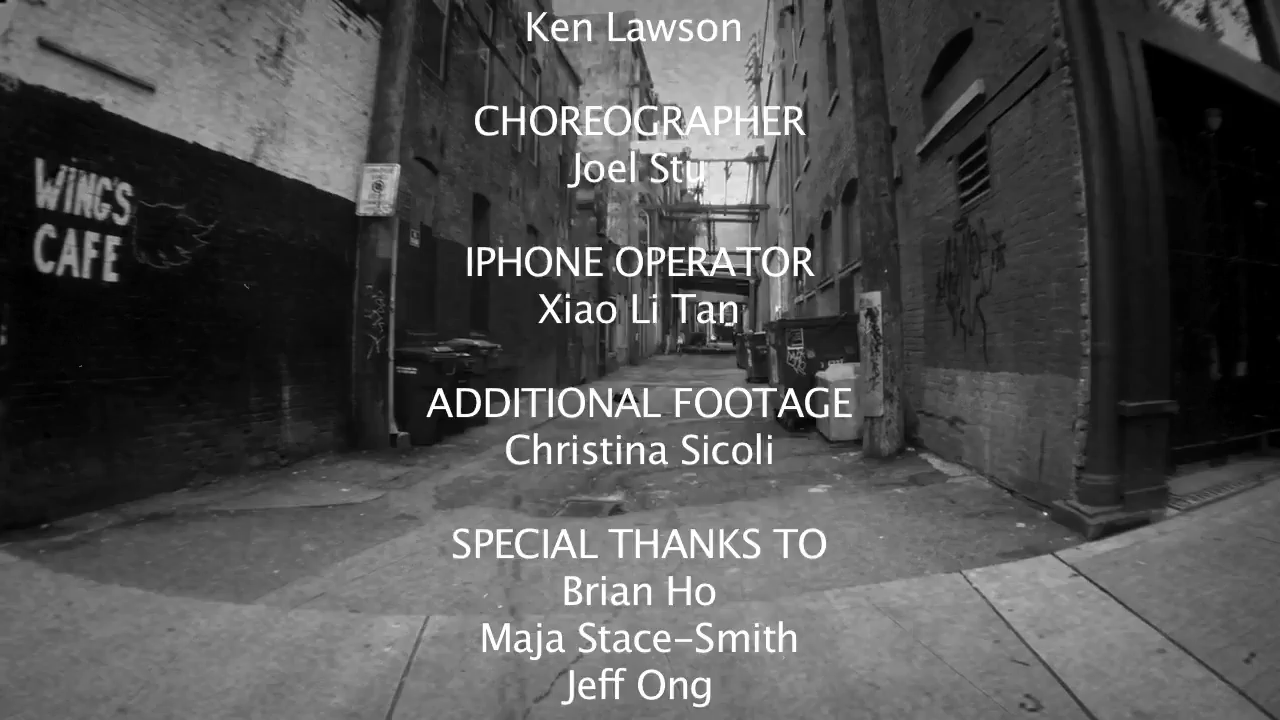 Ken Lawson
CHOREOGRAPHER
Joel Stu
IPHONE OPERATOR
Xiao Li Tan
ADDITIONAL FOOTAGE
Christina Sicoli
SPECIAL THANKS TO
Brian Ho
Maja Stace-Smith
Jeff Ong
WING'S
CAFE